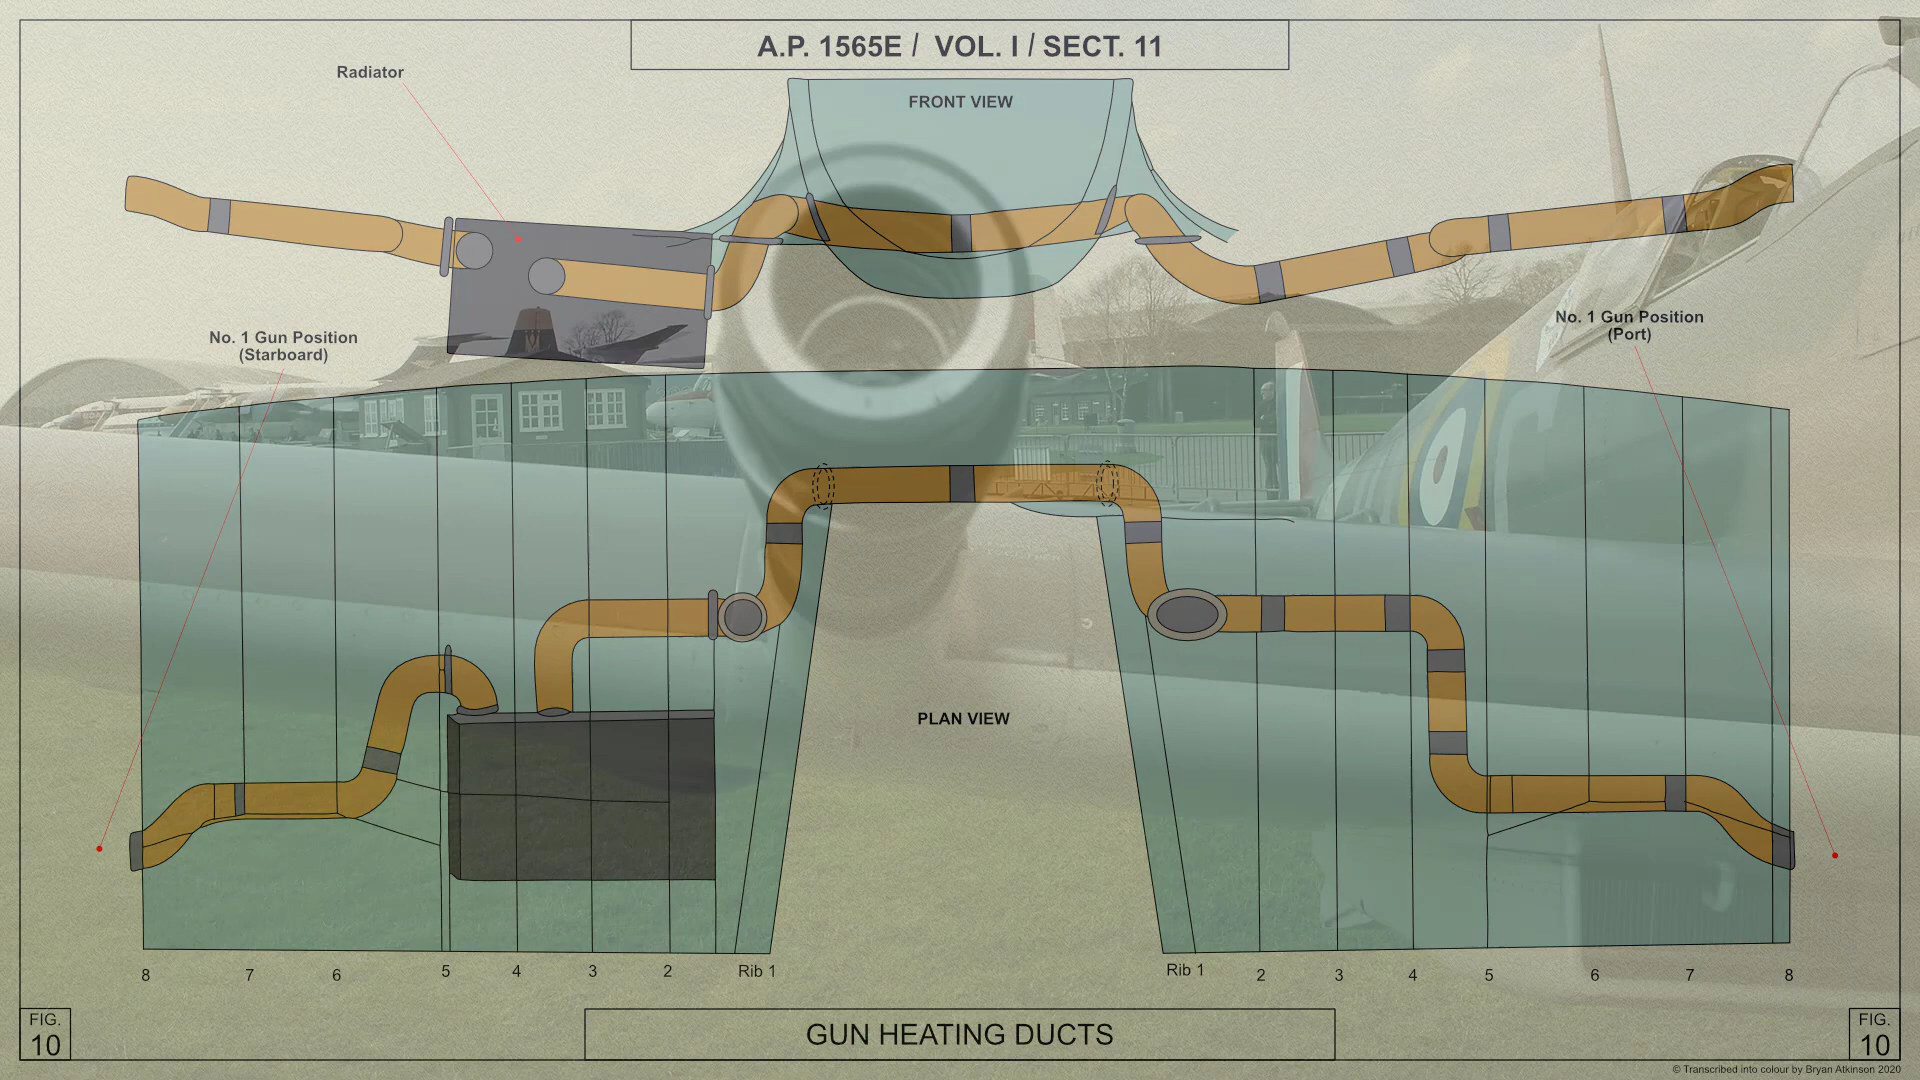 A.P. 1565E / VOL. I / SECT. 11
Radiator
FRONT VIEW
No. 1 Gun Position
(Starboard)
No. 1 Gun Position
(Port)
PLAN VIEW
8 7 6 5 4 3 2 Rib 1 Rib 1 2 3 4 5 6 7 8
FIG.
10
GUN HEATING DUCTS
FIG.
10
© Transcribed into colour by Bryan Atkinson 2020